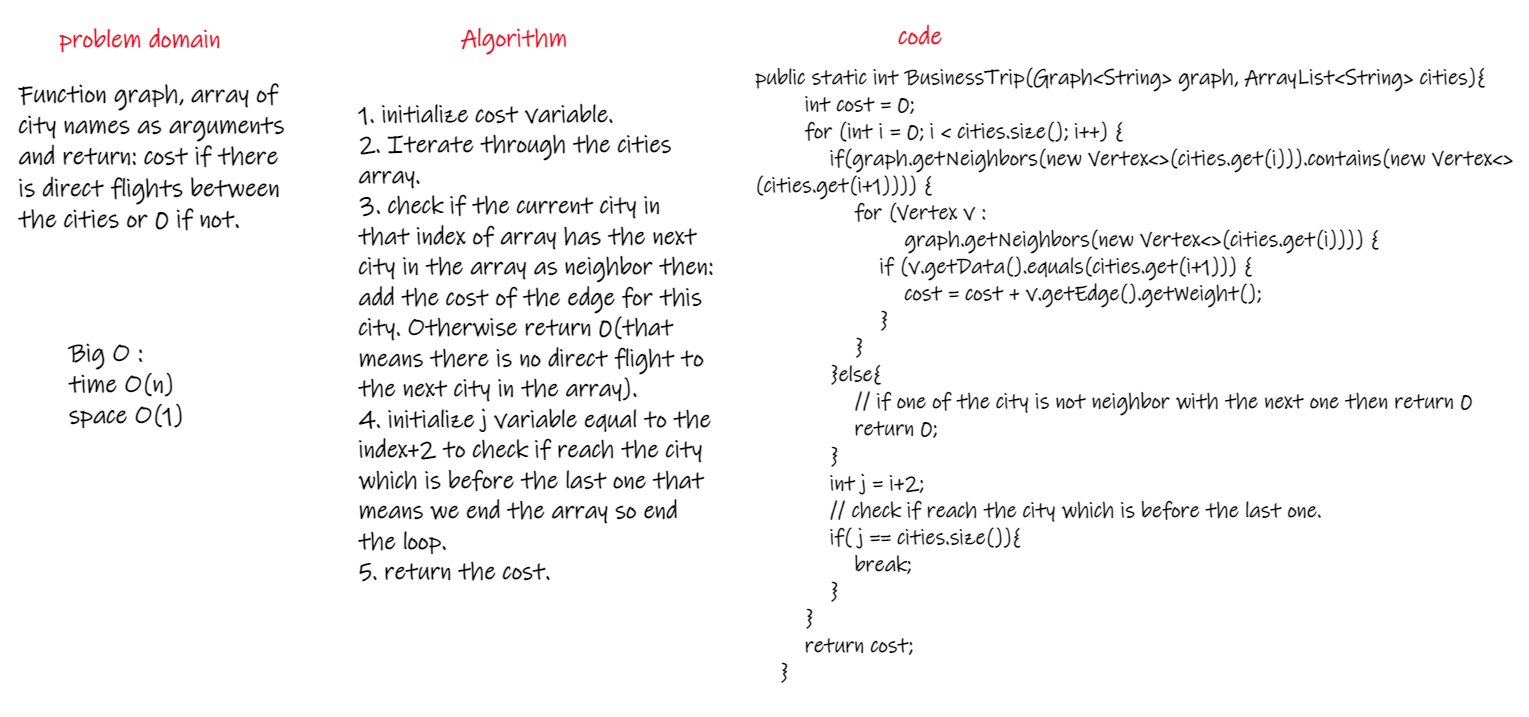 problem domain
Function graph, array of
city names as arguments
and return: cost if there
is direct flights between
the cities or 0 if not.
Big O :
time O(n)
space O(1)
Algorithm
1. initialize cost variable.
2. Iterate through the cities
array.
3. check if the current city in
that index of array has the next
city in the array as neighbor then:
add the cost of the edge for this
city. Otherwise return 0(that
means there is no direct flight to
the next city in the array).
4. initialize j variable equal to the
index+2 to check if reach the city
which is before the last one that
means we end the array so end
the loop.
5. return the cost.
code
public static int BusinessTrip(Graph<String> graph, ArrayList<String> cities){
int cost = 0;
for (int i = 0; i < cities.size(); i++) {
if(graph.getNeighbors(new Vertex<>(cities.get(i))).contains(new Vertex<>
(cities.get(i+1)))) {
for (Vertex v :
graph.getNeighbors(new Vertex<>(cities.get(i)))) {
if (v.getData().equals(cities.get(i+1))) {
cost = cost + v.getEdge().getWeight();
}
}
}else{
// if one of the city is not neighbor with the next one then return 0
return 0;
}
int j = i+2;
// check if reach the city which is before the last one.
if( j == cities.size()){
break;
}
}
return cost;
}